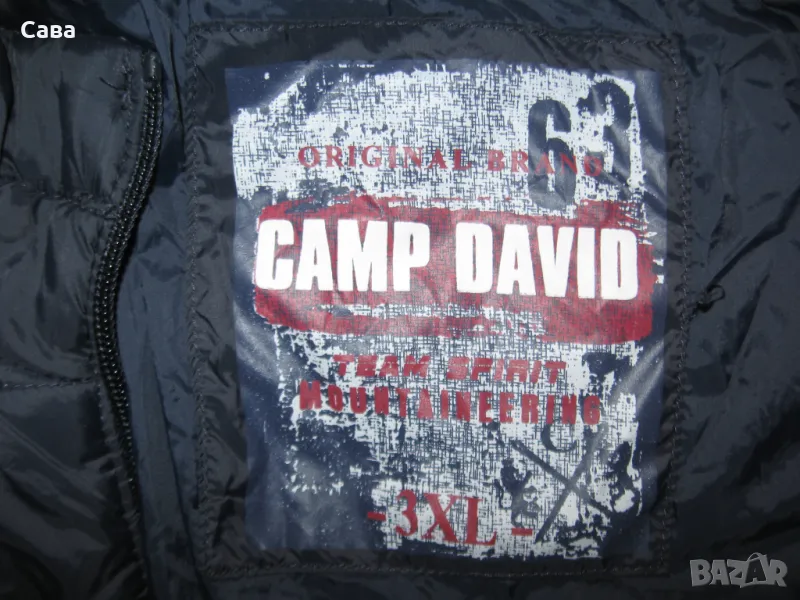 Сава
63
ORIGINAL BRAND
CAMP DAVID
TEAM SPIRIT
MOUNTAINEERING
C D
- 3XL -
BAZAR